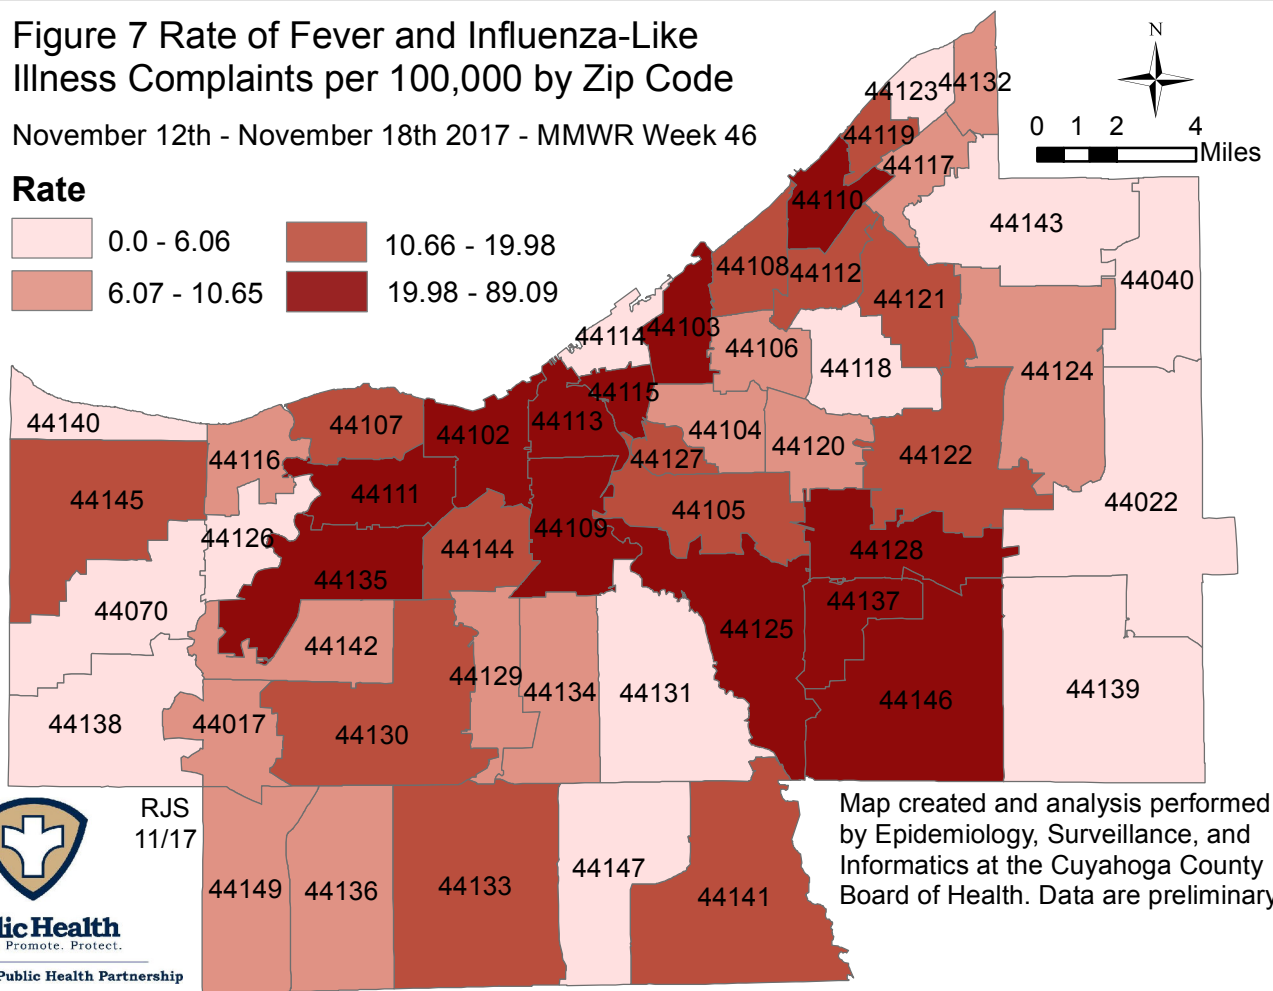 Figure 7 Rate of Fever and Influenza-Like
Illness Complaints per 100,000 by Zip Code
November 12th - November 18th 2017 - MMWR Week 46
Rate
0.0 - 6.06
6.07 - 10.65
10.66 - 19.98
19.98 - 89.09
N
0 1 2 4
Miles
44123
44132
44119
44117
44110
44143
44108
44112
44040
44121
44114
44103
44106
44118
44124
44115
44140
44107
44102
44113
44104
44120
44116
44127
44122
44145
44111
44022
44105
44126
44109
44144
44128
44135
44070
44137
44125
44142
44129
44134
44131
44139
44146
44138
44017
44130
RJS
11/17
44147
44149
44136
44133
44141
Map created and analysis performed
by Epidemiology, Surveillance, and
Informatics at the Cuyahoga County
Board of Health. Data are preliminary
lic Health
Promote. Protect.
Public Health Partnership